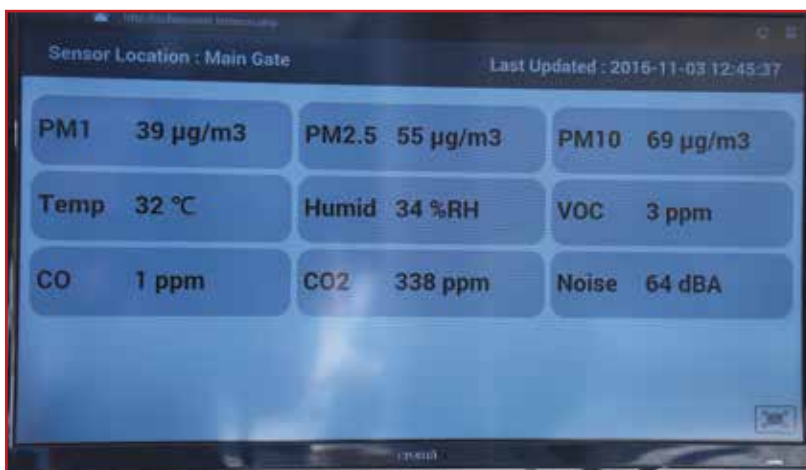 Sensor Location : Main Gate
Last Updated : 2016-11-03 12:45:37
PM1 39 µg/m3 PM2.5 55 µg/m3 PM10 69 µg/m3
Temp 32 ℃ Humid 34 %RH VOC 3 ppm
CO 1 ppm CO2 338 ppm Noise 64 dBA